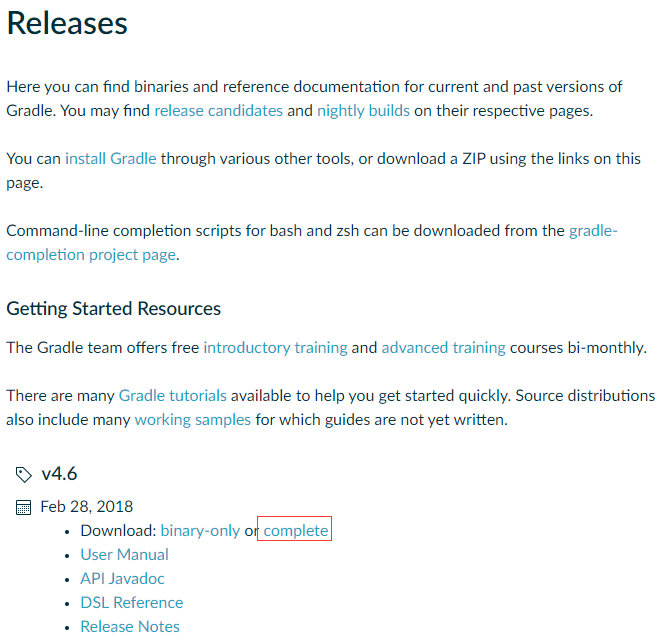 Releases
Here you can find binaries and reference documentation for current and past versions of
Gradle. You may find release candidates and nightly builds on their respective pages.
You can install Gradle through various other tools, or download a ZIP using the links on this
page.
Command-line completion scripts for bash and zsh can be downloaded from the gradle-
completion project page.
Getting Started Resources
The Gradle team offers free introductory training and advanced training courses bi-monthly.
There are many Gradle tutorials available to help you get started quickly. Source distributions
also include many working samples for which guides are not yet written.
v4.6
Feb 28, 2018
• Download: binary-only or complete
• User Manual
• API Javadoc
• DSL Reference
• Release Notes